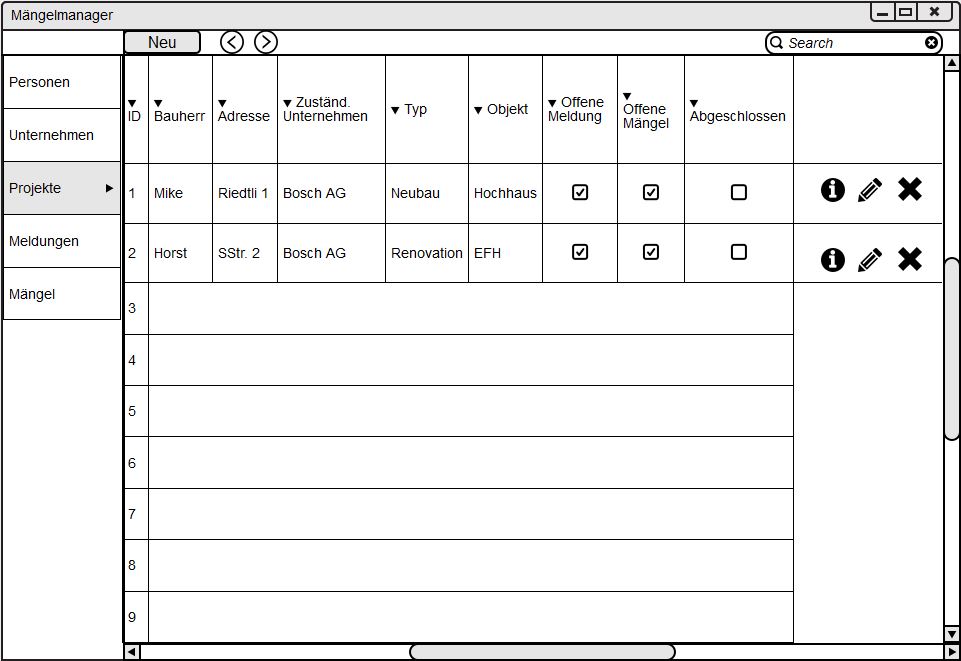 Mängelmanager
Neu
Search
Personen
Unternehmen
Projekte
Meldungen
Mängel
ID
Bauherr
Adresse
Zuständ.
Unternehmen
Typ
Objekt
Offene
Meldung
Offene
Mängel
Abgeschlossen
1 Mike Riedtli 1 Bosch AG Neubau Hochhaus
2 Horst SStr. 2 Bosch AG Renovation EFH
3
4
5
6
7
8
9